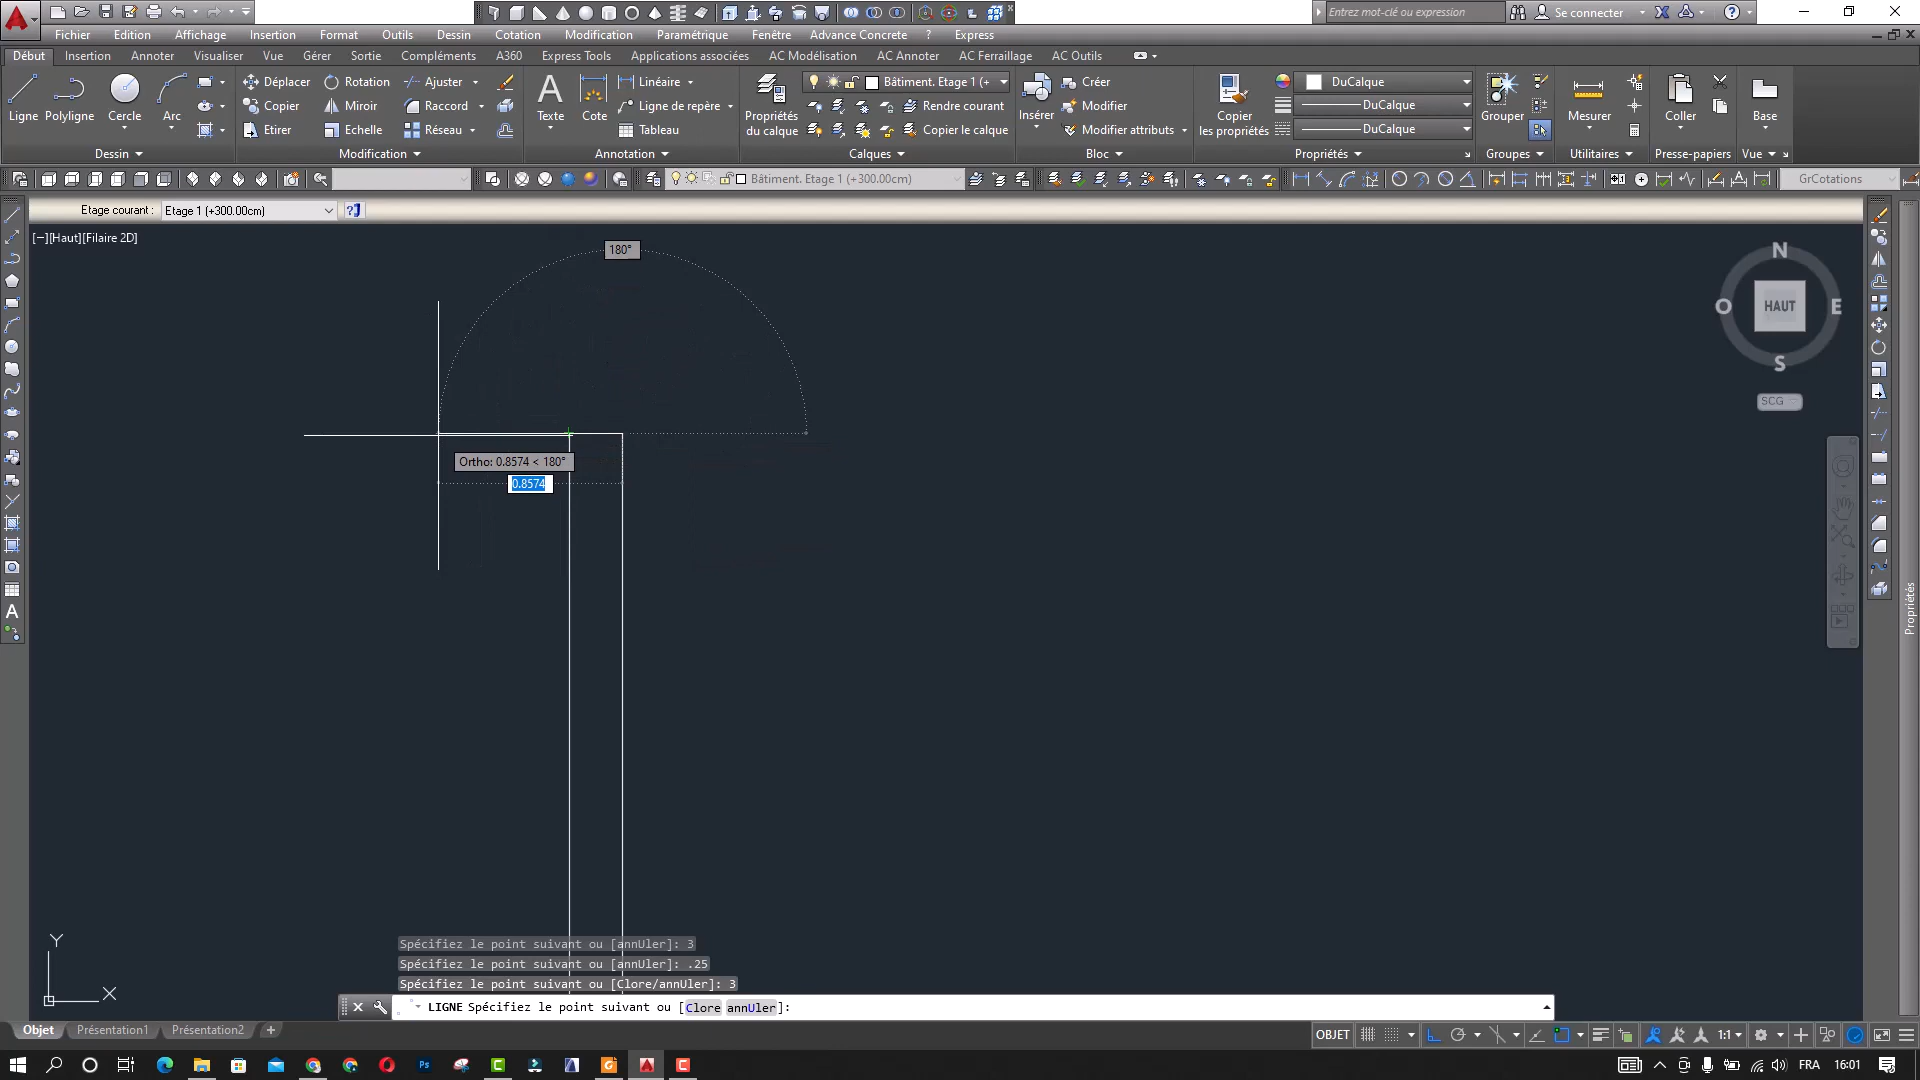 Entrez mot-clé ou expression
Se connecter
Fichier Edition Affichage Insertion Format Outils Dessin Cotation Modification Paramétrique Fenêtre Advance Concrete ? Express
Début Insertion Annoter Visualiser Vue Gérer Sortie Compléments A360 Express Tools Applications associées AC Modélisation AC Annoter AC Ferraillage AC Outils
Ligne Polyligne Cercle Arc
Déplacer Rotation Ajuster
Copier Miroir Raccord
Etirer Echelle Réseau
Texte Cote
Linéaire
Ligne de repère
Tableau
Propriétés du calque
Bâtiment. Etage 1 (+
Rendre courant
Copier le calque
Insérer
Créer
Modifier
Modifier attributs
Copier les propriétés
DuCalque
DuCalque
DuCalque
Grouper
Mesurer
Coller
Base
Dessin Modification Annotation Calques Bloc Propriétés Groupes Utilitaires Presse-papiers Vue
Bâtiment. Etage 1 (+300.00cm)
GrCotations
Etage courant : Etage 1 (+300.00cm)
[−][Haut][Filaire 2D]
180°
N
O HAUT E
S
SCG
Ortho: 0.8574 < 180°
0.8574
Propriétés
Y
X
Spécifiez le point suivant ou [annUler]: 3
Spécifiez le point suivant ou [annUler]: .25
Spécifiez le point suivant ou [Clore/annUler]: 3
LIGNE Spécifiez le point suivant ou [Clore annUler]:
Objet Présentation1 Présentation2 +
OBJET 1:1
FRA 16:01